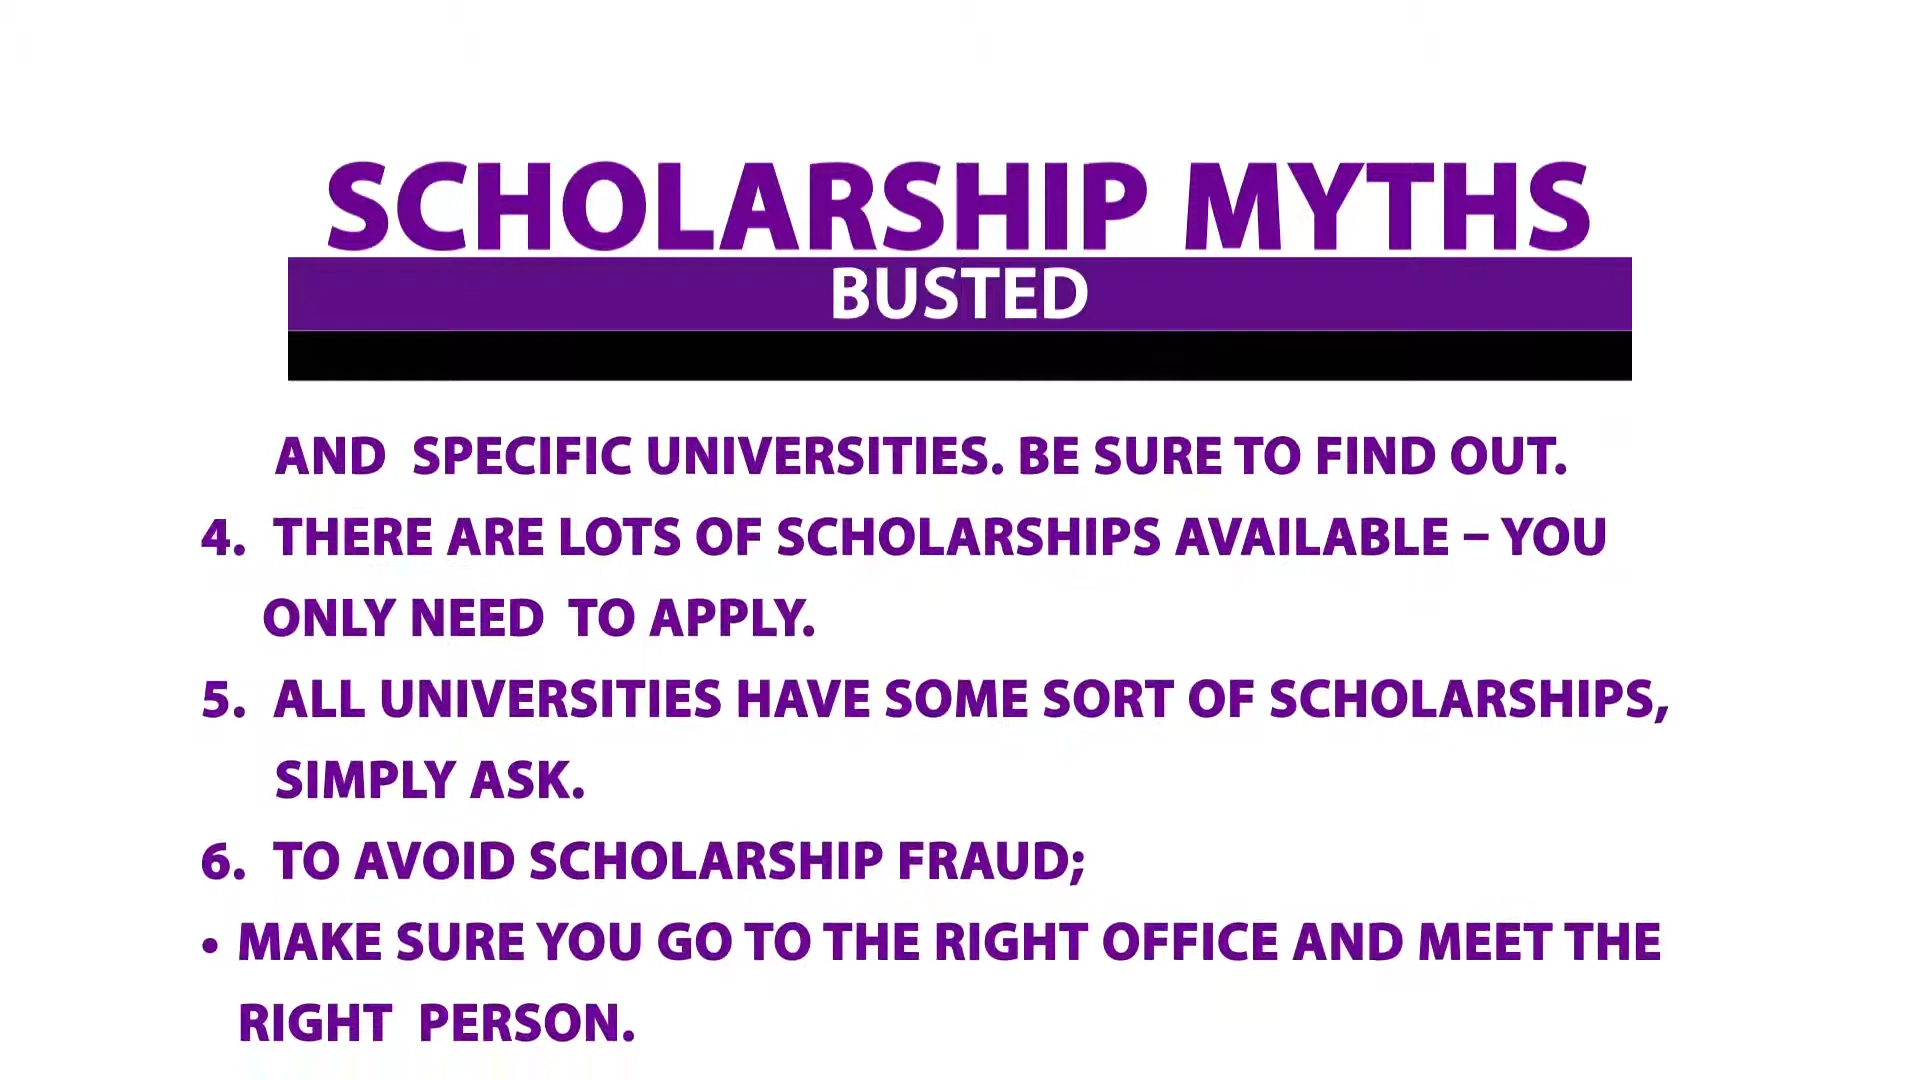 SCHOLARSHIP MYTHS
BUSTED
AND SPECIFIC UNIVERSITIES. BE SURE TO FIND OUT.
4. THERE ARE LOTS OF SCHOLARSHIPS AVAILABLE – YOU
ONLY NEED TO APPLY.
5. ALL UNIVERSITIES HAVE SOME SORT OF SCHOLARSHIPS,
SIMPLY ASK.
6. TO AVOID SCHOLARSHIP FRAUD;
• MAKE SURE YOU GO TO THE RIGHT OFFICE AND MEET THE
RIGHT PERSON.